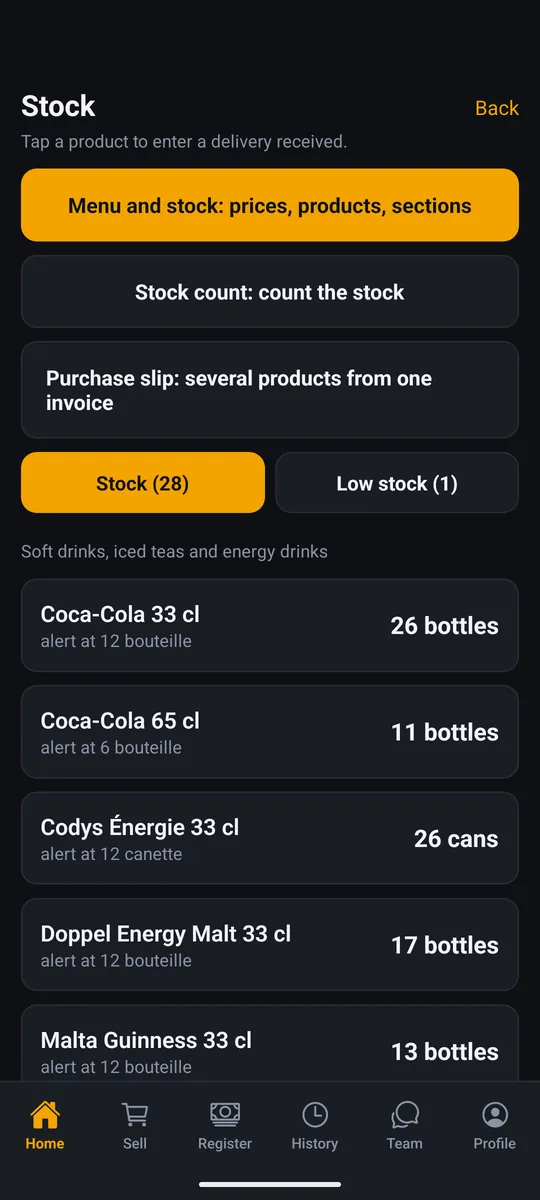 Stock
Back
Tap a product to enter a delivery received.
Menu and stock: prices, products, sections
Stock count: count the stock
Purchase slip: several products from one
invoice
Stock (28)
Low stock (1)
Soft drinks, iced teas and energy drinks
Coca-Cola 33 cl
alert at 12 bouteille
26 bottles
Coca-Cola 65 cl
alert at 6 bouteille
11 bottles
Codys Énergie 33 cl
alert at 12 canette
26 cans
Doppel Energy Malt 33 cl
alert at 12 bouteille
17 bottles
Malta Guinness 33 cl
alert at 12 bouteille
13 bottles
Home
Sell
Register
History
Team
Profile